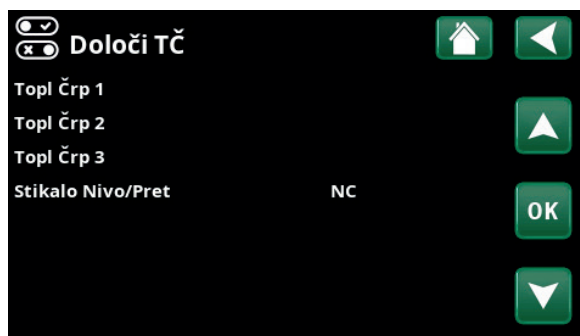 Določi TČ
Topl Črp 1
Topl Črp 2
Topl Črp 3
Stikalo Nivo/Pret NC
OK